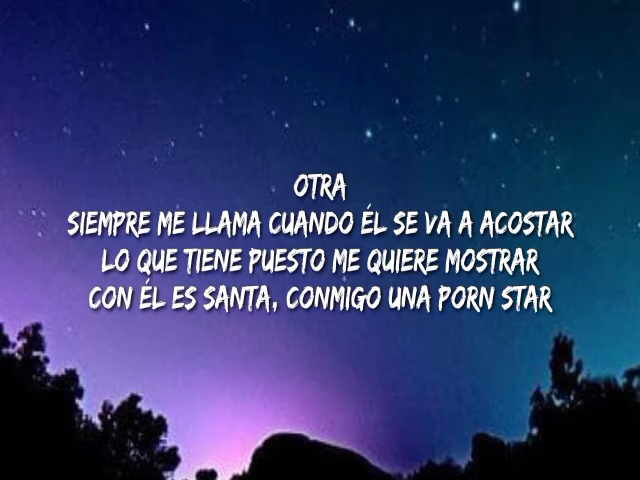 OTRA
SIEMPRE ME LLAMA CUANDO ÉL SE VA A ACOSTAR
LO QUE TIENE PUESTO ME QUIERE MOSTRAR
CON ÉL ES SANTA, CONMIGO UNA PORN STAR